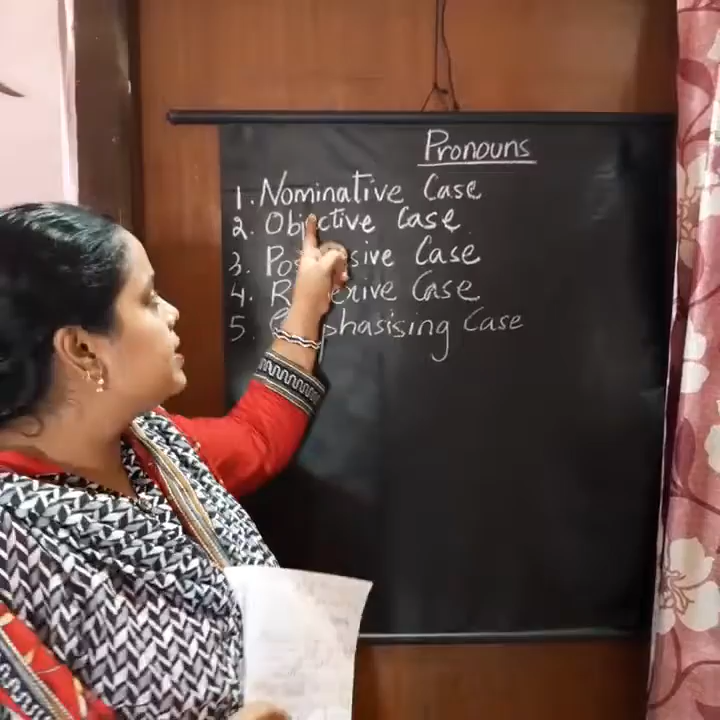 Pronouns
1. Nominative Case
2. Objective Case
3. Case
4. Case
5. Case